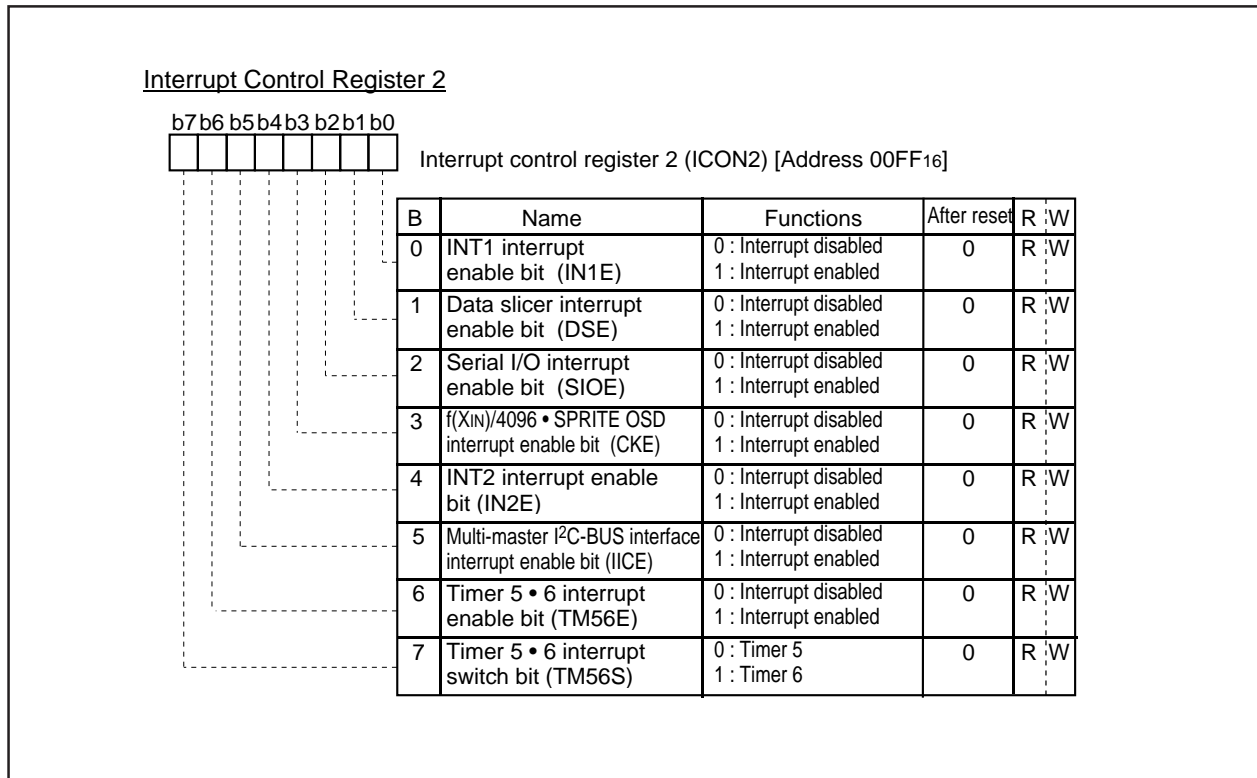 Interrupt Control Register 2
b7 b6 b5 b4 b3 b2 b1 b0
Interrupt control register 2 (ICON2) [Address 00FF16]
B Name Functions After reset R W
0 INT1 interrupt enable bit (IN1E) 0 : Interrupt disabled 1 : Interrupt enabled 0 R W
1 Data slicer interrupt enable bit (DSE) 0 : Interrupt disabled 1 : Interrupt enabled 0 R W
2 Serial I/O interrupt enable bit (SIOE) 0 : Interrupt disabled 1 : Interrupt enabled 0 R W
3 f(XIN)/4096 • SPRITE OSD interrupt enable bit (CKE) 0 : Interrupt disabled 1 : Interrupt enabled 0 R W
4 INT2 interrupt enable bit (IN2E) 0 : Interrupt disabled 1 : Interrupt enabled 0 R W
5 Multi-master I2C-BUS interface interrupt enable bit (IICE) 0 : Interrupt disabled 1 : Interrupt enabled 0 R W
6 Timer 5 • 6 interrupt enable bit (TM56E) 0 : Interrupt disabled 1 : Interrupt enabled 0 R W
7 Timer 5 • 6 interrupt switch bit (TM56S) 0 : Timer 5 1 : Timer 6 0 R W